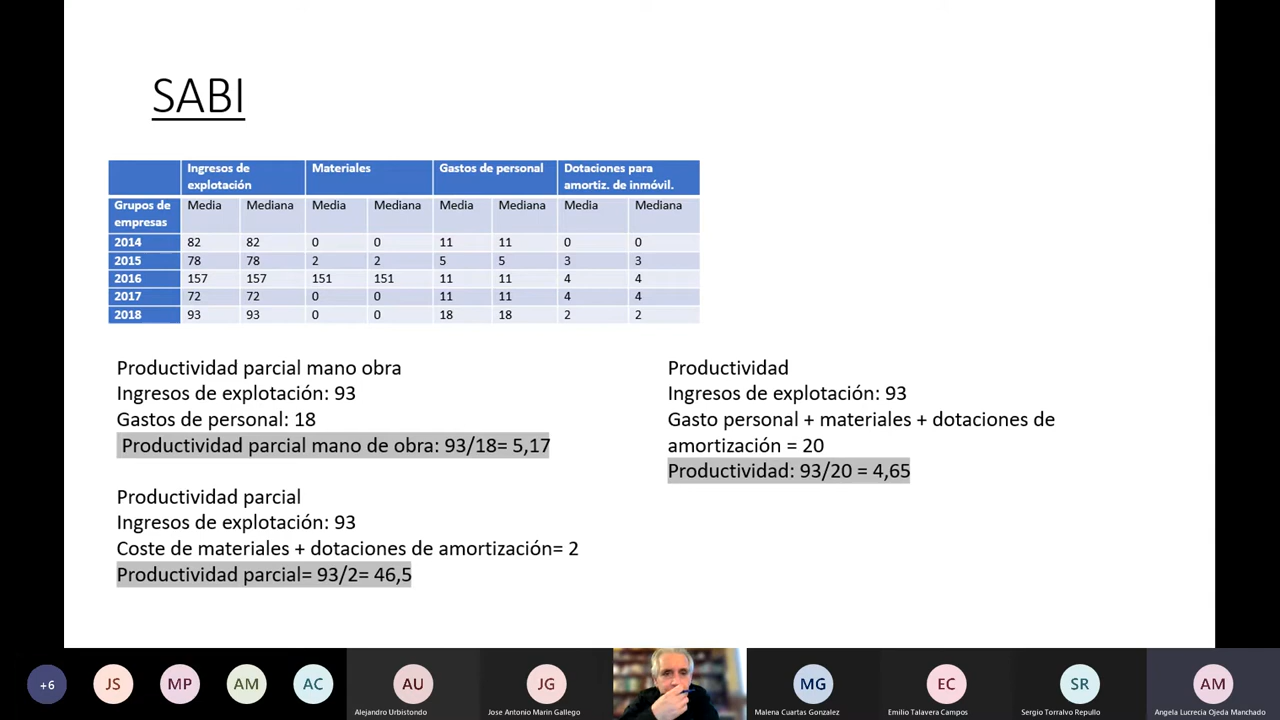 SABI
Ingresos de explotación Materiales Gastos de personal Dotaciones para amortiz. de inmóvil.
Grupos de empresas Media Mediana Media Mediana Media Mediana Media Mediana
2014 82 82 0 0 11 11 0 0
2015 78 78 2 2 5 5 3 3
2016 157 157 151 151 11 11 4 4
2017 72 72 0 0 11 11 4 4
2018 93 93 0 0 18 18 2 2
Productividad parcial mano obra
Ingresos de explotación: 93
Gastos de personal: 18
Productividad parcial mano de obra: 93/18= 5,17
Productividad parcial
Ingresos de explotación: 93
Coste de materiales + dotaciones de amortización= 2
Productividad parcial= 93/2= 46,5
Productividad
Ingresos de explotación: 93
Gasto personal + materiales + dotaciones de
amortización = 20
Productividad: 93/20 = 4,65
+6 JS MP AM AC AU JG MG EC SR AM
Alejandro Urbistondo Jose Antonio Marin Gallego Malena Cuartas Gonzalez Emilio Talavera Campos Sergio Torralvo Repullo Angela Lucrecia Ojeda Manchado